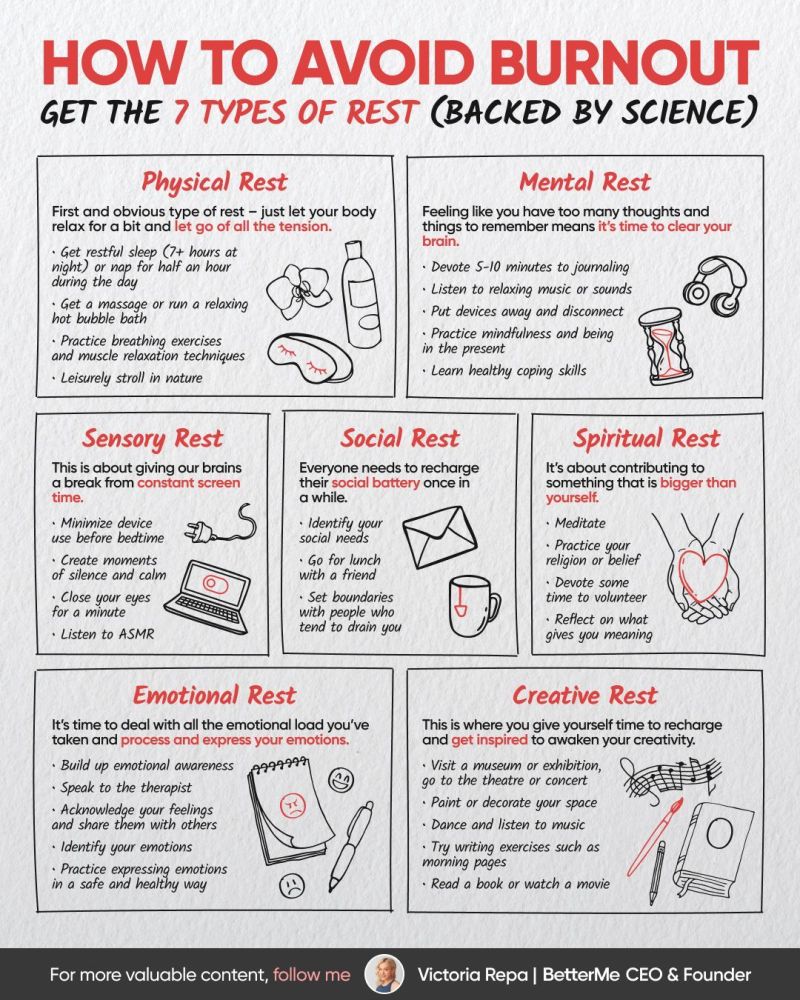 HOW TO AVOID BURNOUT
GET THE 7 TYPES OF REST (BACKED BY SCIENCE)
Physical Rest
First and obvious type of rest – just let your body
relax for a bit and let go of all the tension.
· Get restful sleep (7+ hours at
night) or nap for half an hour
during the day
· Get a massage or run a relaxing
hot bubble bath
· Practice breathing exercises
and muscle relaxation techniques
· Leisurely stroll in nature
Mental Rest
Feeling like you have too many thoughts and
things to remember means it's time to clear your
brain.
· Devote 5-10 minutes to journaling
· Listen to relaxing music or sounds
· Put devices away and disconnect
· Practice mindfulness and being
in the present
· Learn healthy coping skills
Sensory Rest
This is about giving our brains
a break from constant screen
time.
· Minimize device
use before bedtime
· Create moments
of silence and calm
· Close your eyes
for a minute
· Listen to ASMR
Social Rest
Everyone needs to recharge
their social battery once in
a while.
· Identify your
social needs
· Go for lunch
with a friend
· Set boundaries
with people who
tend to drain you
Spiritual Rest
It's about contributing to
something that is bigger than
yourself.
· Meditate
· Practice your
religion or belief
· Devote some
time to volunteer
· Reflect on what
gives you meaning
Emotional Rest
It's time to deal with all the emotional load you've
taken and process and express your emotions.
· Build up emotional awareness
· Speak to the therapist
· Acknowledge your feelings
and share them with others
· Identify your emotions
· Practice expressing emotions
in a safe and healthy way
Creative Rest
This is where you give yourself time to recharge
and get inspired to awaken your creativity.
· Visit a museum or exhibition,
go to the theatre or concert
· Paint or decorate your space
· Dance and listen to music
· Try writing exercises such as
morning pages
· Read a book or watch a movie
For more valuable content, follow me
Victoria Repa | BetterMe CEO & Founder